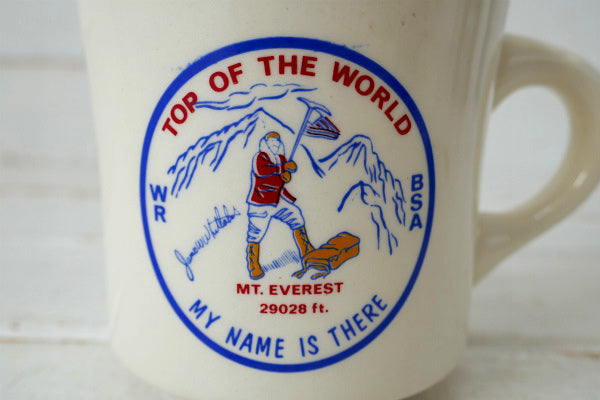 TOP OF THE WORLD
WR
BSA
MT. EVEREST
29028 ft.
MY NAME IS THERE